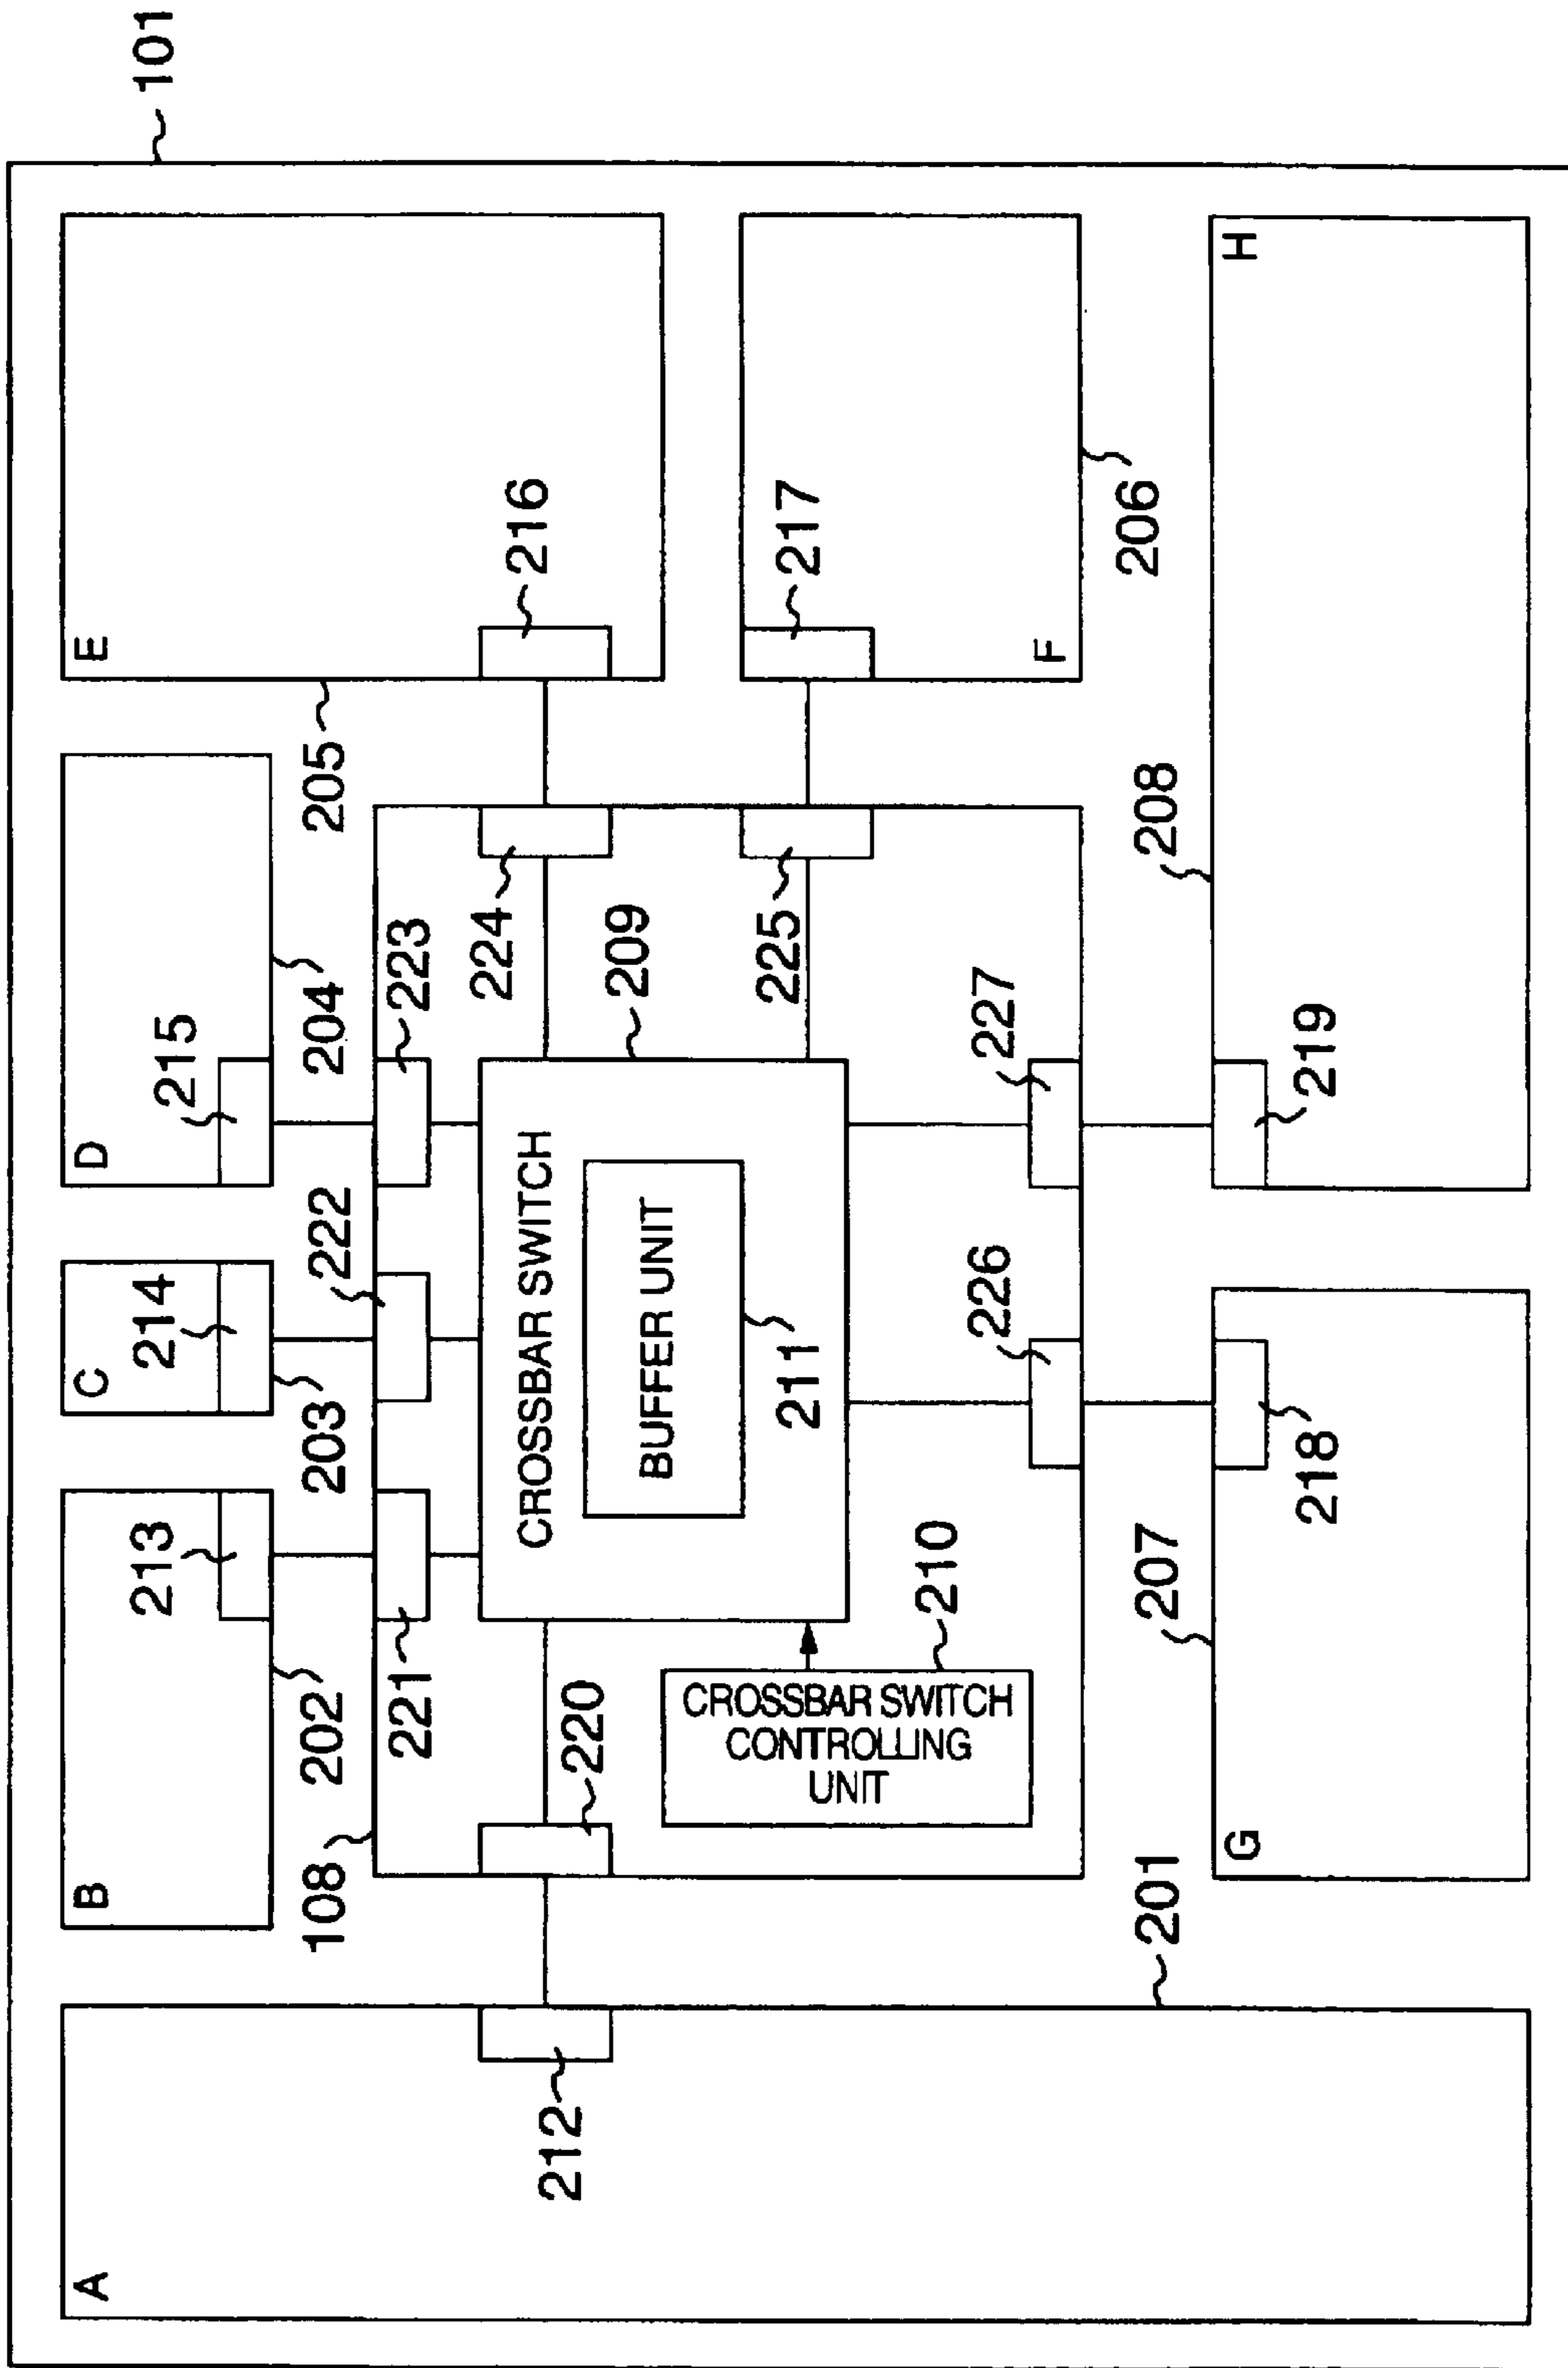 101
A
B
C
D
E
213
214
215
202
203
204
205
108
221
222
223
216
212
220
224
CROSSBAR SWITCH
209
BUFFER UNIT
211
CROSSBAR SWITCH
CONTROLLING
UNIT
210
225
217
226
227
F
206
201
207
208
G
H
218
219